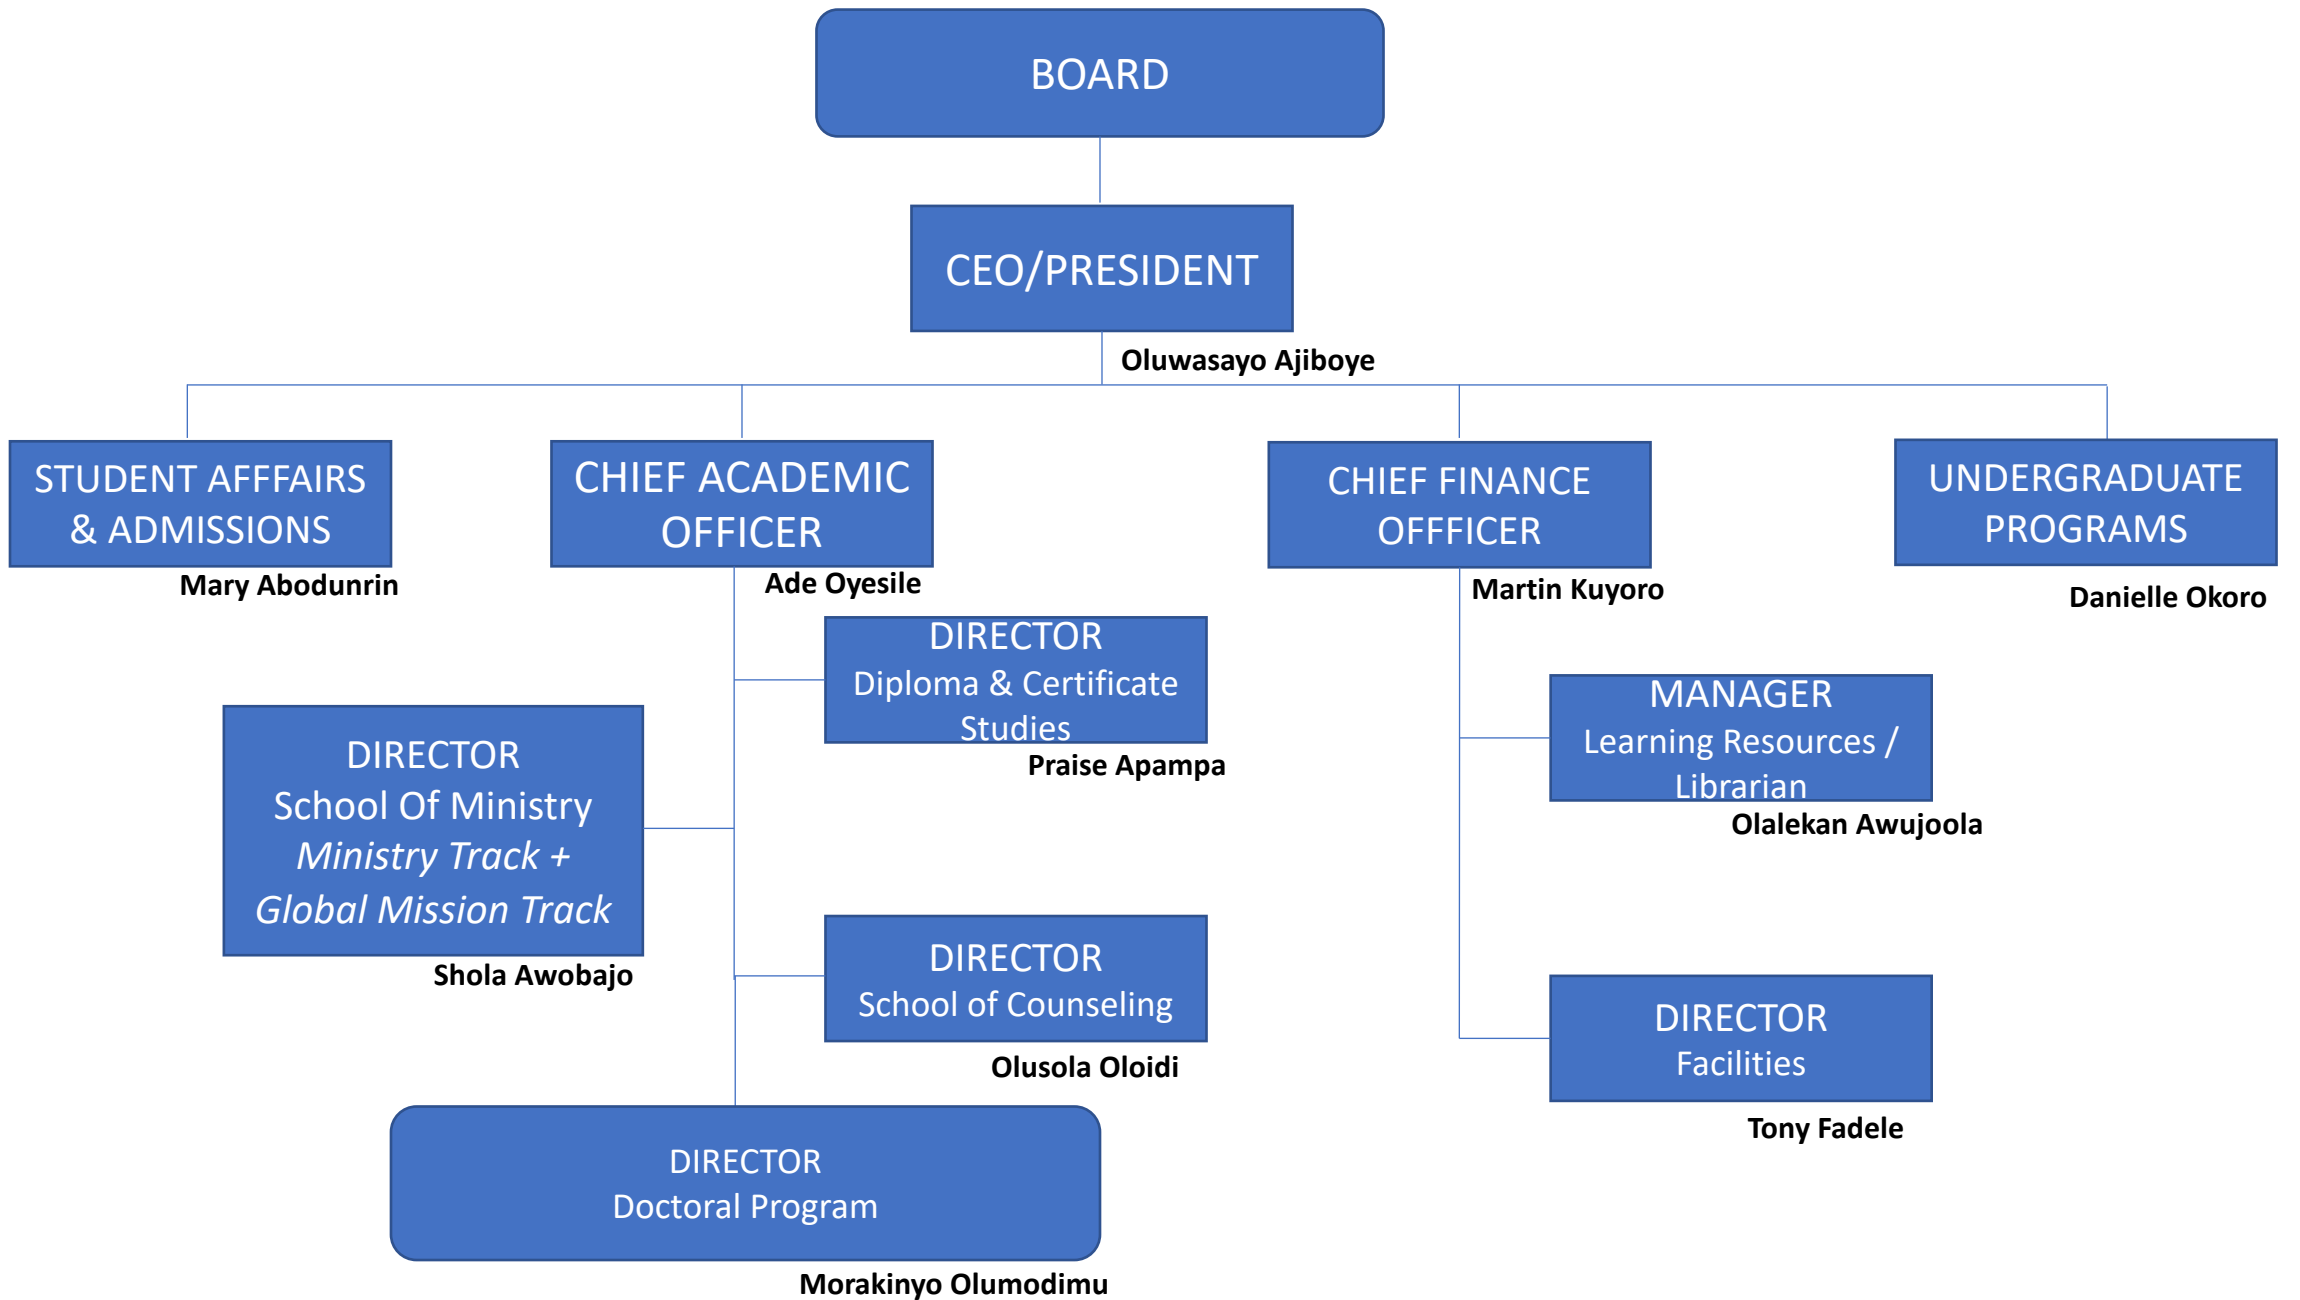 BOARD
CEO/PRESIDENT
Oluwasayo Ajiboye
STUDENT AFFFAIRS
& ADMISSIONS
Mary Abodunrin
CHIEF ACADEMIC
OFFICER
Ade Oyesile
CHIEF FINANCE
OFFFICER
Martin Kuyoro
UNDERGRADUATE
PROGRAMS
Danielle Okoro
DIRECTOR
Diploma & Certificate
Studies
Praise Apampa
DIRECTOR
School Of Ministry
Ministry Track +
Global Mission Track
Shola Awobajo
DIRECTOR
School of Counseling
Olusola Oloidi
DIRECTOR
Doctoral Program
Morakinyo Olumodimu
MANAGER
Learning Resources /
Librarian
Olalekan Awujoola
DIRECTOR
Facilities
Tony Fadele